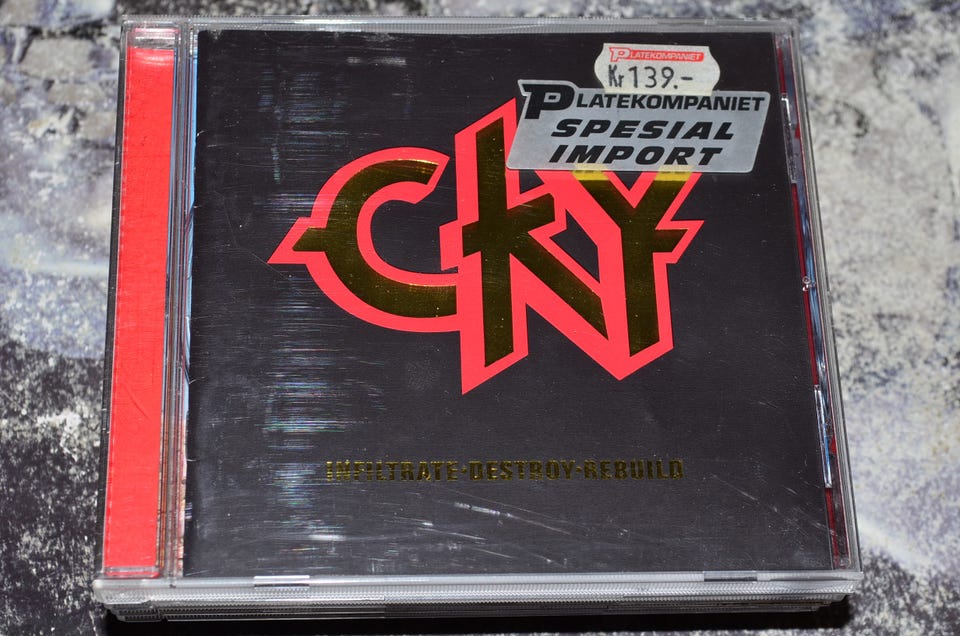 PLATEKOMPANIET
Kr 139.-
PLATEKOMPANIET
SPESIAL
IMPORT
CKY
INFILTRATE·DESTROY·REBUILD